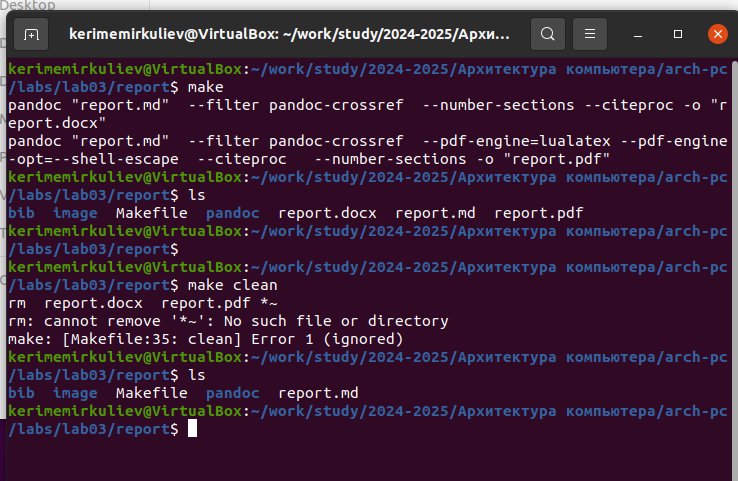 Desktop
kerimemirkuliev@VirtualBox: ~/work/study/2024-2025/Архи...
kerimemirkuliev@VirtualBox:~/work/study/2024-2025/Архитектура компьютера/arch-pc
/labs/lab03/report$ make
pandoc "report.md"  --filter pandoc-crossref  --number-sections --citeproc -o "r
eport.docx"
pandoc "report.md"  --filter pandoc-crossref  --pdf-engine=lualatex --pdf-engine
-opt=--shell-escape  --citeproc   --number-sections -o "report.pdf"
kerimemirkuliev@VirtualBox:~/work/study/2024-2025/Архитектура компьютера/arch-pc
/labs/lab03/report$ ls
bib  image  Makefile  pandoc  report.docx  report.md  report.pdf
kerimemirkuliev@VirtualBox:~/work/study/2024-2025/Архитектура компьютера/arch-pc
/labs/lab03/report$
kerimemirkuliev@VirtualBox:~/work/study/2024-2025/Архитектура компьютера/arch-pc
/labs/lab03/report$ make clean
rm  report.docx  report.pdf *~
rm: cannot remove '*~': No such file or directory
make: [Makefile:35: clean] Error 1 (ignored)
kerimemirkuliev@VirtualBox:~/work/study/2024-2025/Архитектура компьютера/arch-pc
/labs/lab03/report$ ls
bib  image  Makefile  pandoc  report.md
kerimemirkuliev@VirtualBox:~/work/study/2024-2025/Архитектура компьютера/arch-pc
/labs/lab03/report$